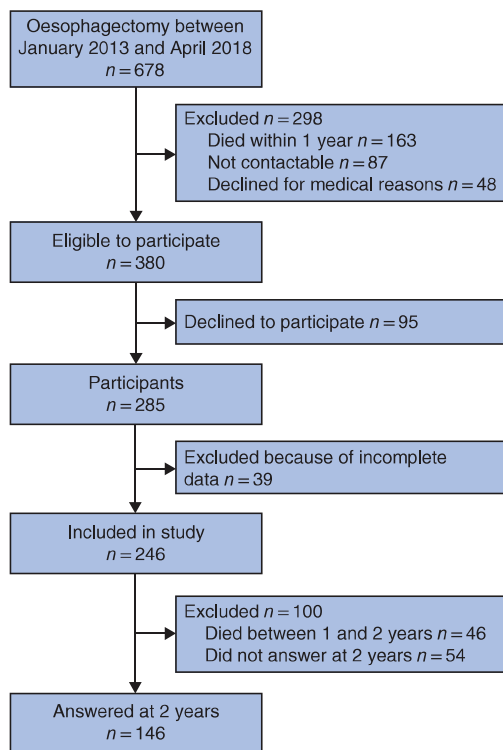 Oesophagectomy between
January 2013 and April 2018
n = 678
Excluded n = 298
Died within 1 year n = 163
Not contactable n = 87
Declined for medical reasons n = 48
Eligible to participate
n = 380
Declined to participate n = 95
Participants
n = 285
Excluded because of incomplete
data n = 39
Included in study
n = 246
Excluded n = 100
Died between 1 and 2 years n = 46
Did not answer at 2 years n = 54
Answered at 2 years
n = 146